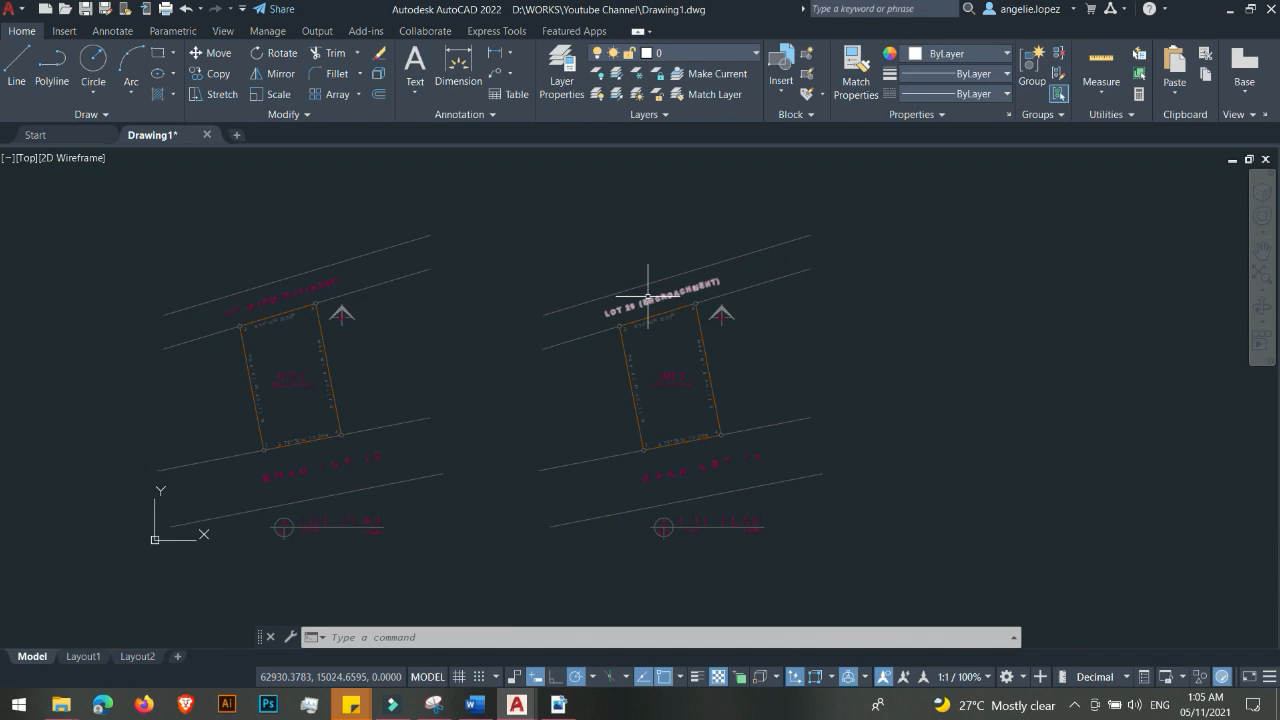 Share
Autodesk AutoCAD 2022 D:\WORKS\Youtube Channel\Drawing1.dwg
Type a keyword or phrase
angelie.lopez
Home Insert Annotate Parametric View Manage Output Add-ins Collaborate Express Tools Featured Apps
Line Polyline Circle Arc
Move Rotate Trim
Copy Mirror Fillet
Stretch Scale Array
Text Dimension
Table
Layer Properties
0
Make Current
Match Layer
Insert
Match Properties
ByLayer
ByLayer
ByLayer
Group
Measure
Paste
Base
Draw Modify Annotation Layers Block Properties Groups Utilities Clipboard View
Start Drawing1*
[−][Top][2D Wireframe]
LOT 29 (ENCROACHMENT)
Y
X
Type a command
Model Layout1 Layout2
62930.3783, 15024.6595, 0.0000 MODEL
1:1 / 100%
Decimal
27°C Mostly clear
ENG
1:05 AM
05/11/2021